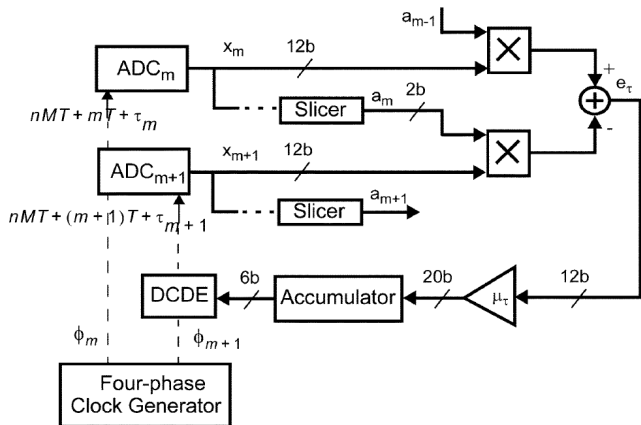 a_{m-1}
ADC_m
x_m
12b
+
e_τ
nMT + mT + τ_m
Slicer
a_m
2b
-
ADC_{m+1}
x_{m+1}
12b
nMT + (m+1)T + τ_{m+1}
Slicer
a_{m+1}
DCDE
6b
Accumulator
20b
μ_τ
12b
ϕ_m
ϕ_{m+1}
Four-phase
Clock Generator